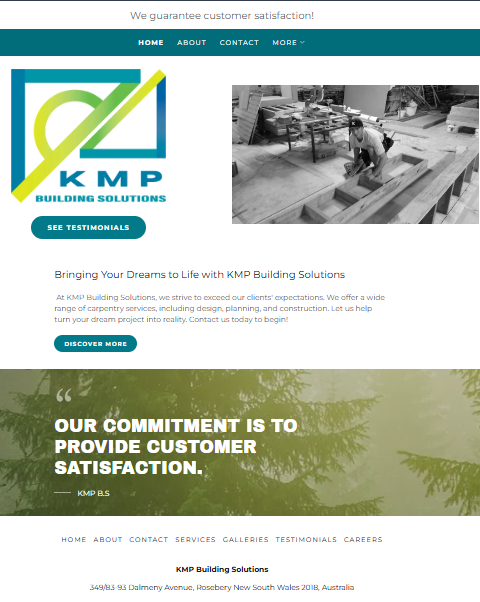 We guarantee customer satisfaction!
HOME ABOUT CONTACT MORE
KMP
BUILDING SOLUTIONS
SEE TESTIMONIALS
Bringing Your Dreams to Life with KMP Building Solutions
At KMP Building Solutions, we strive to exceed our clients' expectations. We offer a wide
range of carpentry services, including design, planning, and construction. Let us help
turn your dream project into reality. Contact us today to begin!
DISCOVER MORE
“
OUR COMMITMENT IS TO
PROVIDE CUSTOMER
SATISFACTION.
KMP B.S
HOME ABOUT CONTACT SERVICES GALLERIES TESTIMONIALS CAREERS
KMP Building Solutions
349/83-93 Dalmeny Avenue, Rosebery New South Wales 2018, Australia